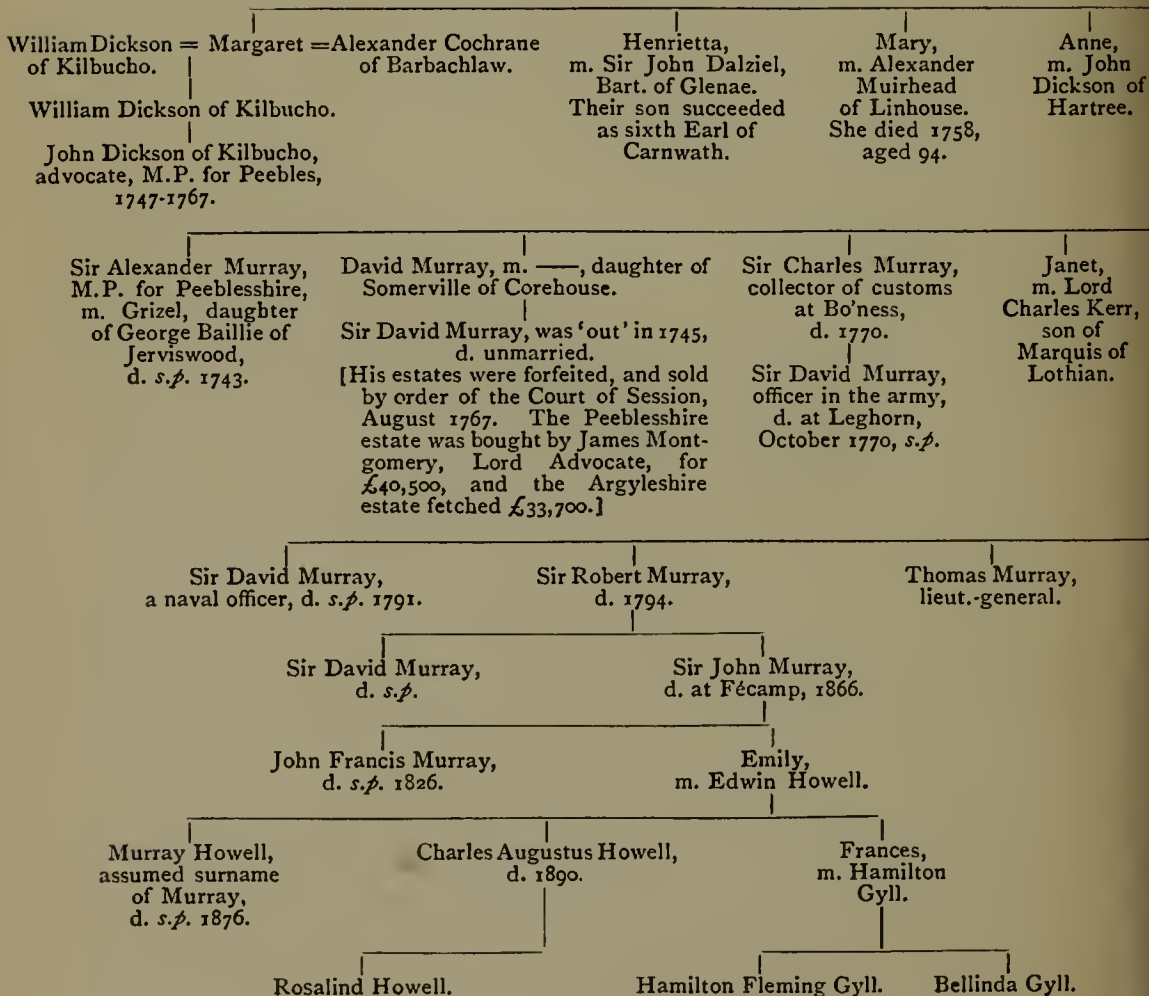 William Dickson = Margaret = Alexander Cochrane
of Kilbucho.
of Barbachlaw.
William Dickson of Kilbucho.
John Dickson of Kilbucho,
advocate, M.P. for Peebles,
1747-1767.
Henrietta,
m. Sir John Dalziel,
Bart. of Glenae.
Their son succeeded
as sixth Earl of
Carnwath.
Mary,
m. Alexander
Muirhead
of Linhouse.
She died 1758,
aged 94.
Anne,
m. John
Dickson of
Hartree.
Sir Alexander Murray,
M.P. for Peeblesshire,
m. Grizel, daughter
of George Baillie of
Jerviswood,
d. s.p. 1743.
David Murray, m. ——, daughter of
Somerville of Corehouse.
Sir David Murray, was 'out' in 1745,
d. unmarried.
[His estates were forfeited, and sold
by order of the Court of Session,
August 1767. The Peeblesshire
estate was bought by James Mont-
gomery, Lord Advocate, for
£40,500, and the Argyleshire
estate fetched £33,700.]
Sir Charles Murray,
collector of customs
at Bo'ness,
d. 1770.
Sir David Murray,
officer in the army,
d. at Leghorn,
October 1770, s.p.
Janet,
m. Lord
Charles Kerr,
son of
Marquis of
Lothian.
Sir David Murray,
a naval officer, d. s.p. 1791.
Sir Robert Murray,
d. 1794.
Thomas Murray,
lieut.-general.
Sir David Murray,
d. s.p.
Sir John Murray,
d. at Fécamp, 1866.
John Francis Murray,
d. s.p. 1826.
Emily,
m. Edwin Howell.
Murray Howell,
assumed surname
of Murray,
d. s.p. 1876.
Charles Augustus Howell,
d. 1890.
Frances,
m. Hamilton
Gyll.
Rosalind Howell.
Hamilton Fleming Gyll.
Bellinda Gyll.